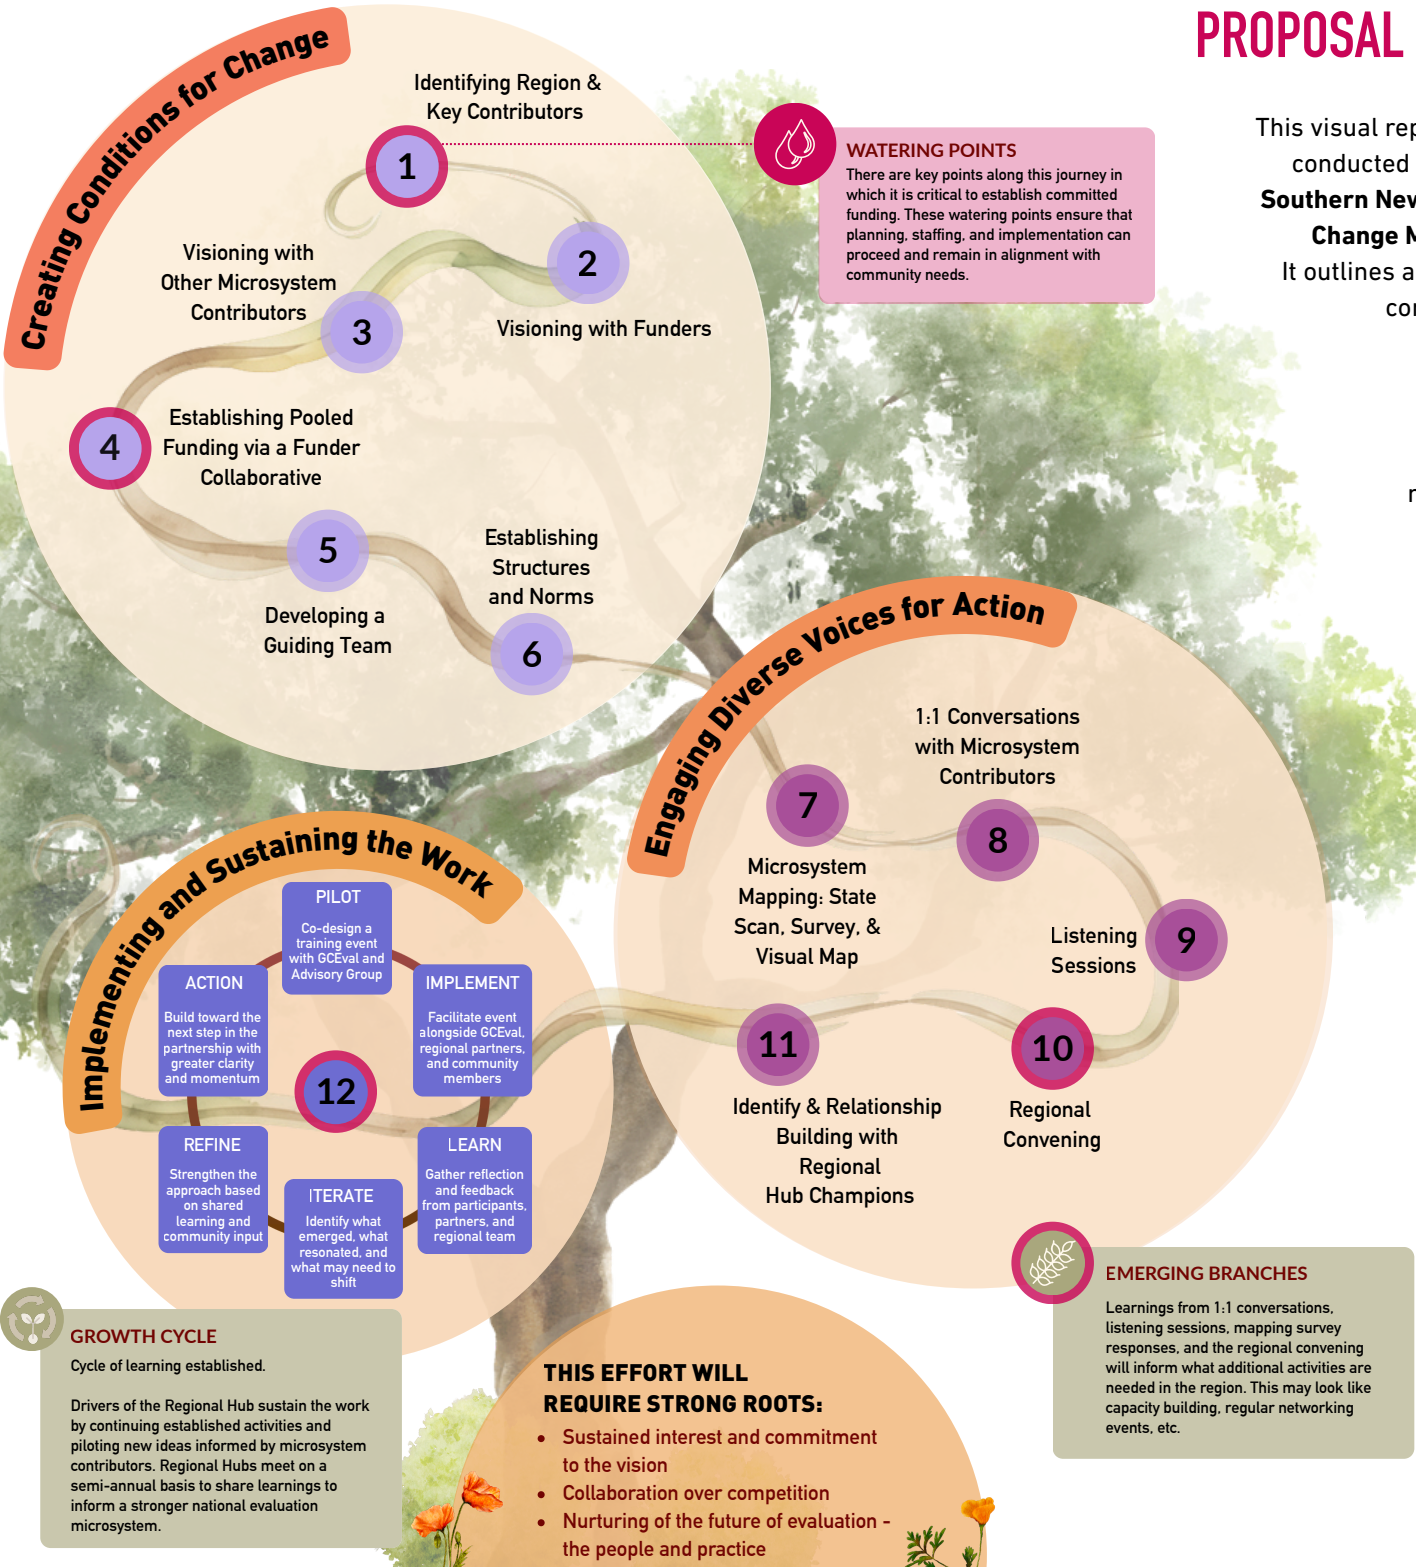 PROPOSAL
This visual rep
conducted
Southern Nev
Change M
It outlines a
cor
r
Creating Conditions for Change
Identifying Region &
Key Contributors
1
2
Visioning with Funders
Visioning with
Other Microsystem
Contributors
3
4
Establishing Pooled
Funding via a Funder
Collaborative
5
Developing a
Guiding Team
Establishing
Structures
and Norms
6
WATERING POINTS
There are key points along this journey in
which it is critical to establish committed
funding. These watering points ensure that
planning, staffing, and implementation can
proceed and remain in alignment with
community needs.
Engaging Diverse Voices for Action
7
Microsystem
Mapping: State
Scan, Survey, &
Visual Map
1:1 Conversations
with Microsystem
Contributors
8
Listening
Sessions
9
10
Regional
Convening
11
Identify & Relationship
Building with
Regional
Hub Champions
EMERGING BRANCHES
Learnings from 1:1 conversations,
listening sessions, mapping survey
responses, and the regional convening
will inform what additional activities are
needed in the region. This may look like
capacity building, regular networking
events, etc.
Implementing and Sustaining the Work
12
PILOT
Co-design a
training event
with GCEval and
Advisory Group
IMPLEMENT
Facilitate event
alongside GCEval,
regional partners,
and community
members
LEARN
Gather reflection
and feedback
from participants,
partners, and
regional team
ITERATE
Identify what
emerged, what
resonated, and
what may need to
shift
REFINE
Strengthen the
approach based
on shared
learning and
community input
ACTION
Build toward the
next step in the
partnership with
greater clarity
and momentum
GROWTH CYCLE
Cycle of learning established.
Drivers of the Regional Hub sustain the work
by continuing established activities and
piloting new ideas informed by microsystem
contributors. Regional Hubs meet on a
semi-annual basis to share learnings to
inform a stronger national evaluation
microsystem.
THIS EFFORT WILL
REQUIRE STRONG ROOTS:
• Sustained interest and commitment
to the vision
• Collaboration over competition
• Nurturing of the future of evaluation -
the people and practice